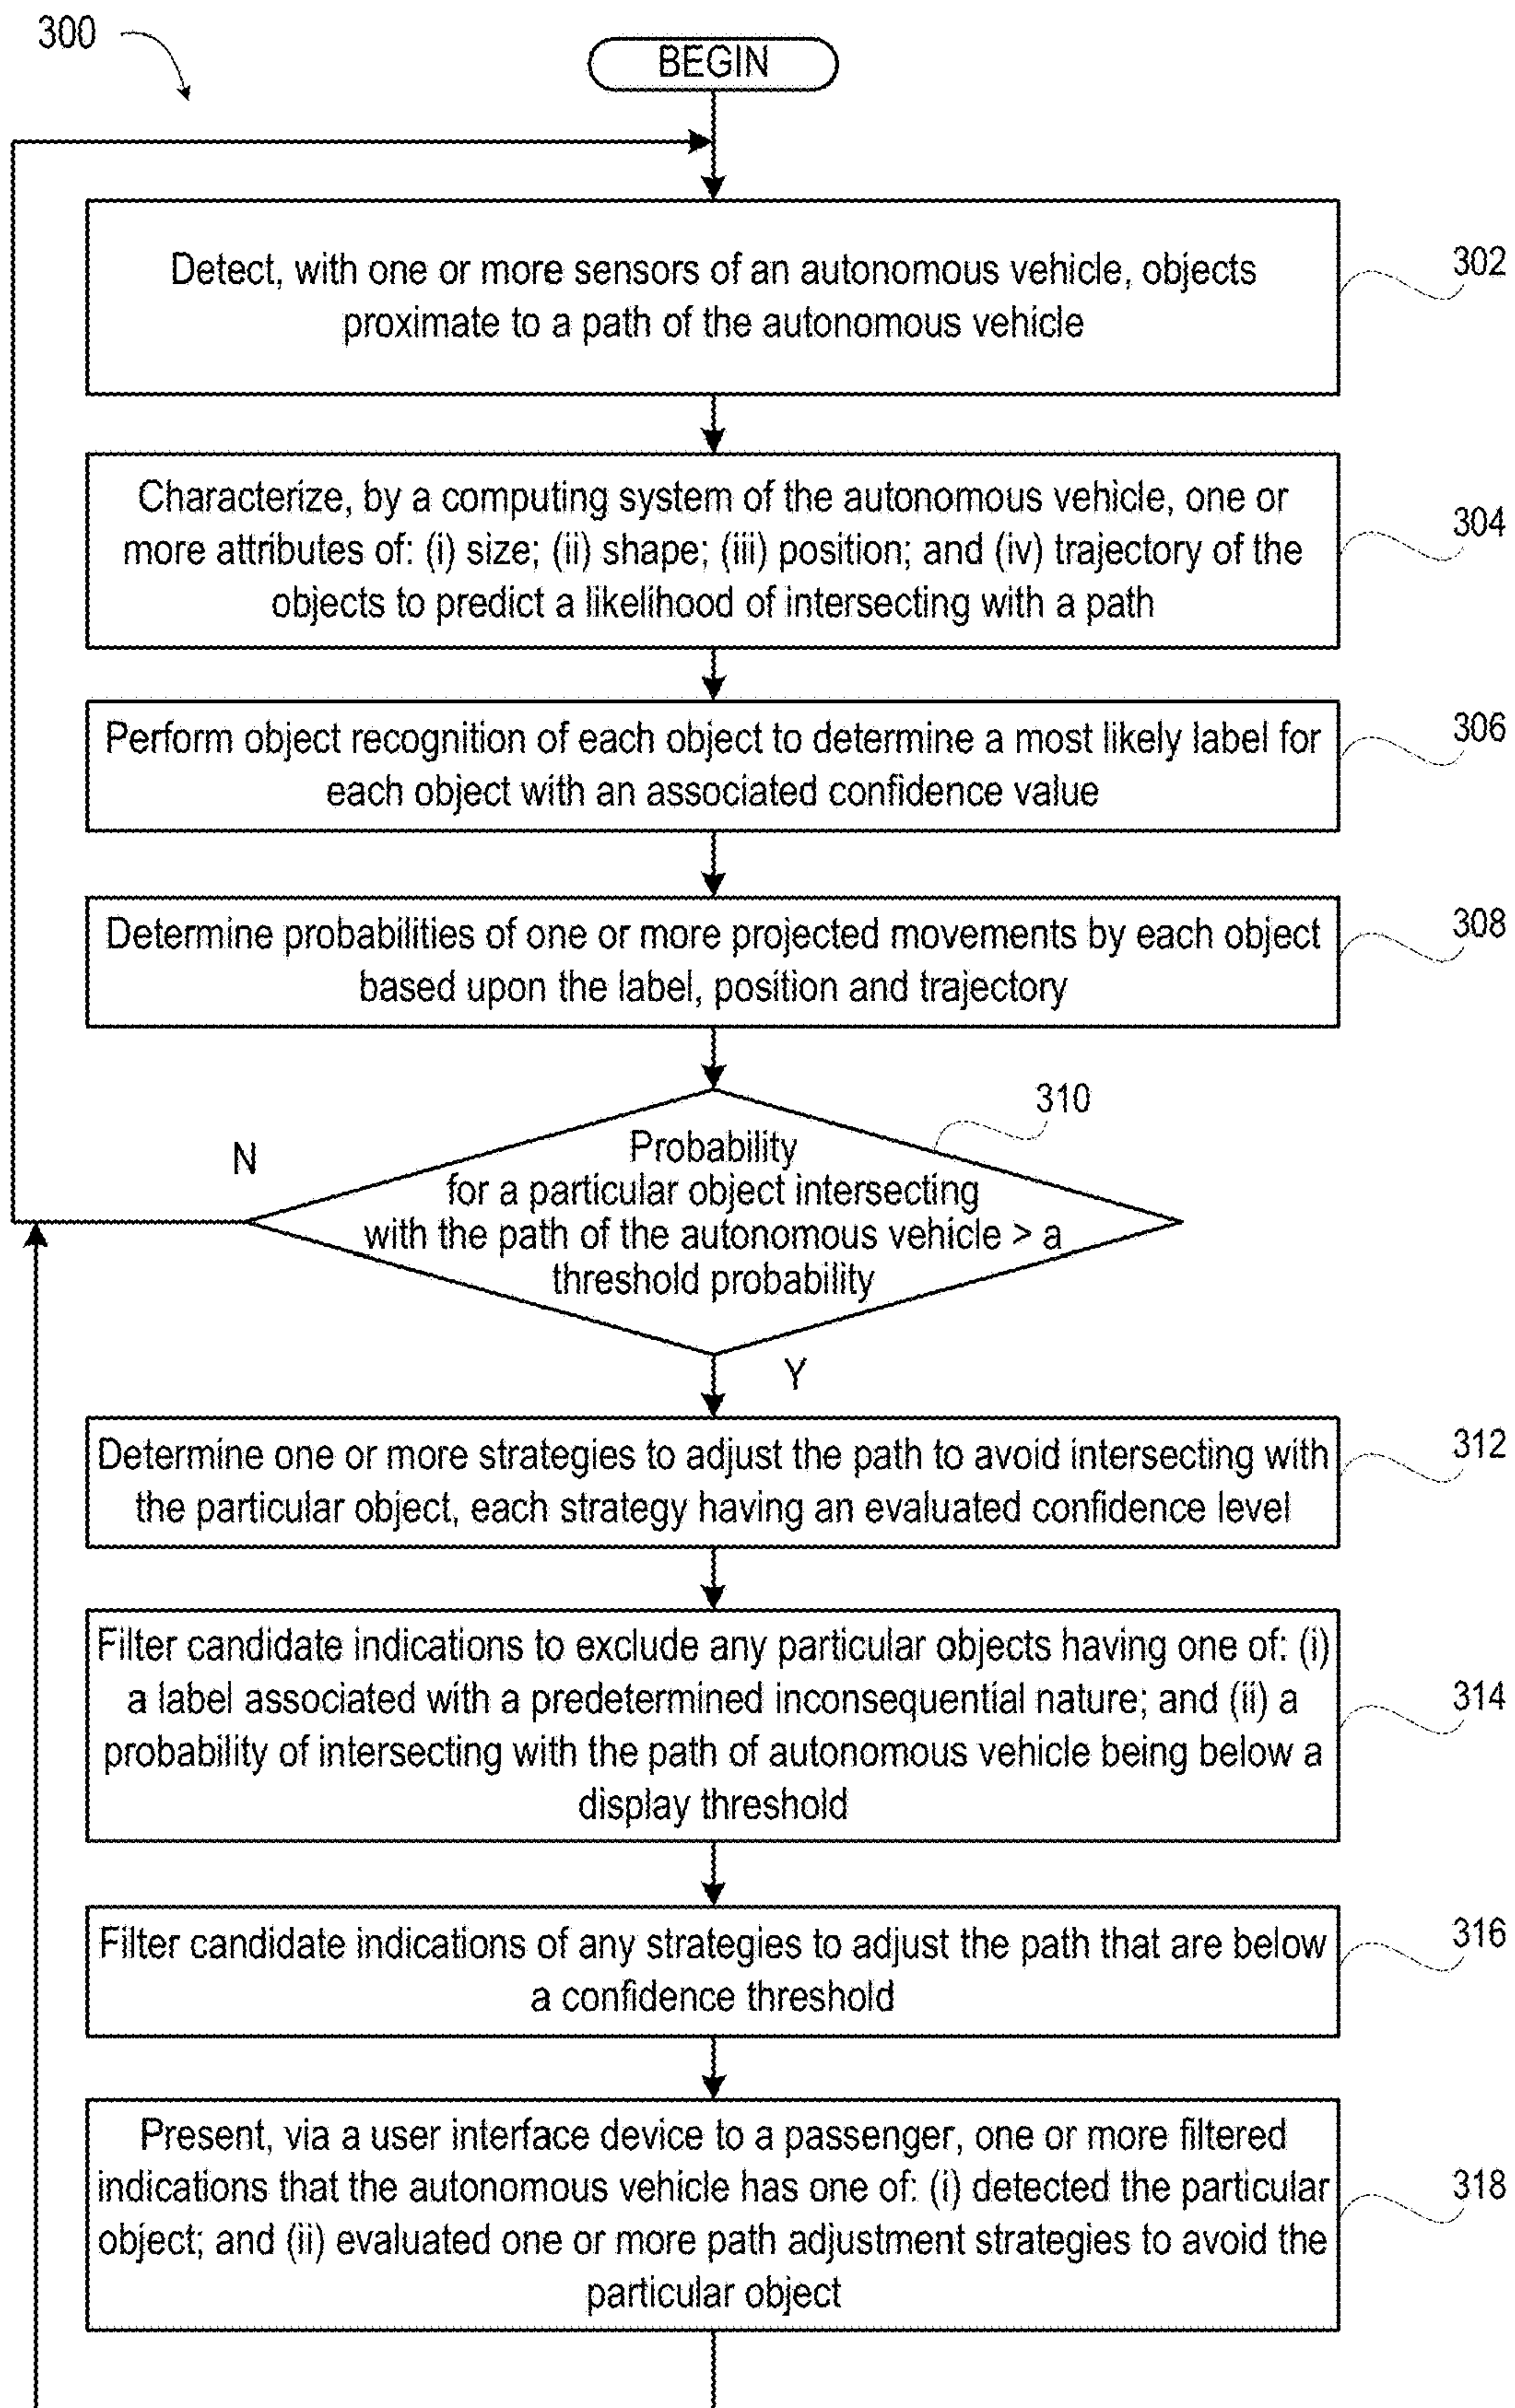 300
BEGIN
Detect, with one or more sensors of an autonomous vehicle, objects
proximate to a path of the autonomous vehicle
302
Characterize, by a computing system of the autonomous vehicle, one or
more attributes of: (i) size; (ii) shape; (iii) position; and (iv) trajectory of the
objects to predict a likelihood of intersecting with a path
304
Perform object recognition of each object to determine a most likely label for
each object with an associated confidence value
306
Determine probabilities of one or more projected movements by each object
based upon the label, position and trajectory
308
310
N
Probability
for a particular object intersecting
with the path of the autonomous vehicle > a
threshold probability
Y
Determine one or more strategies to adjust the path to avoid intersecting with
the particular object, each strategy having an evaluated confidence level
312
Filter candidate indications to exclude any particular objects having one of: (i)
a label associated with a predetermined inconsequential nature; and (ii) a
probability of intersecting with the path of autonomous vehicle being below a
display threshold
314
Filter candidate indications of any strategies to adjust the path that are below
a confidence threshold
316
Present, via a user interface device to a passenger, one or more filtered
indications that the autonomous vehicle has one of: (i) detected the particular
object; and (ii) evaluated one or more path adjustment strategies to avoid the
particular object
318